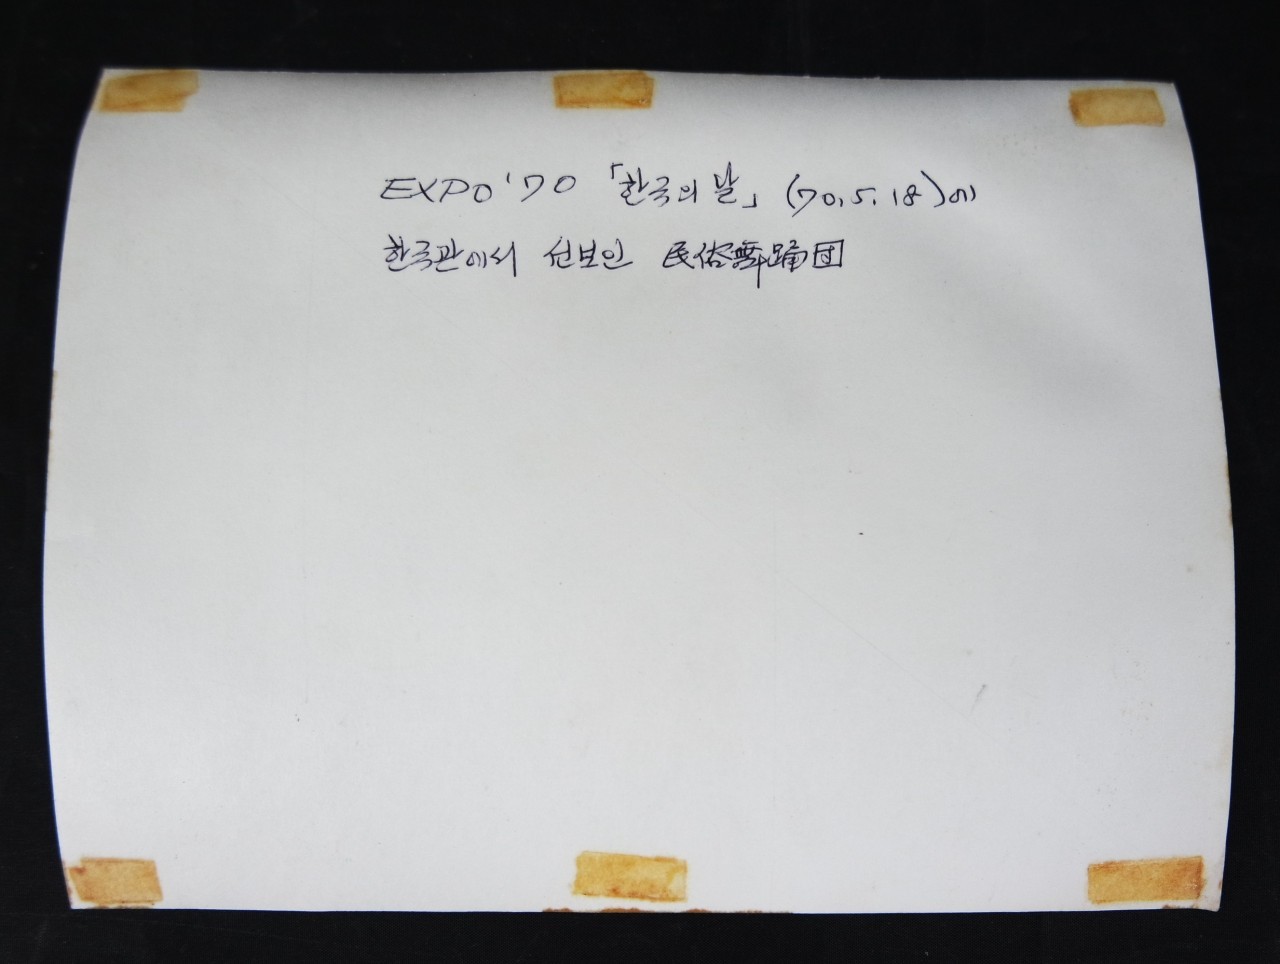 EXPO '70 「한국의 날」 (70.5.18)에
한국관에서 선보인 民俗舞踊団